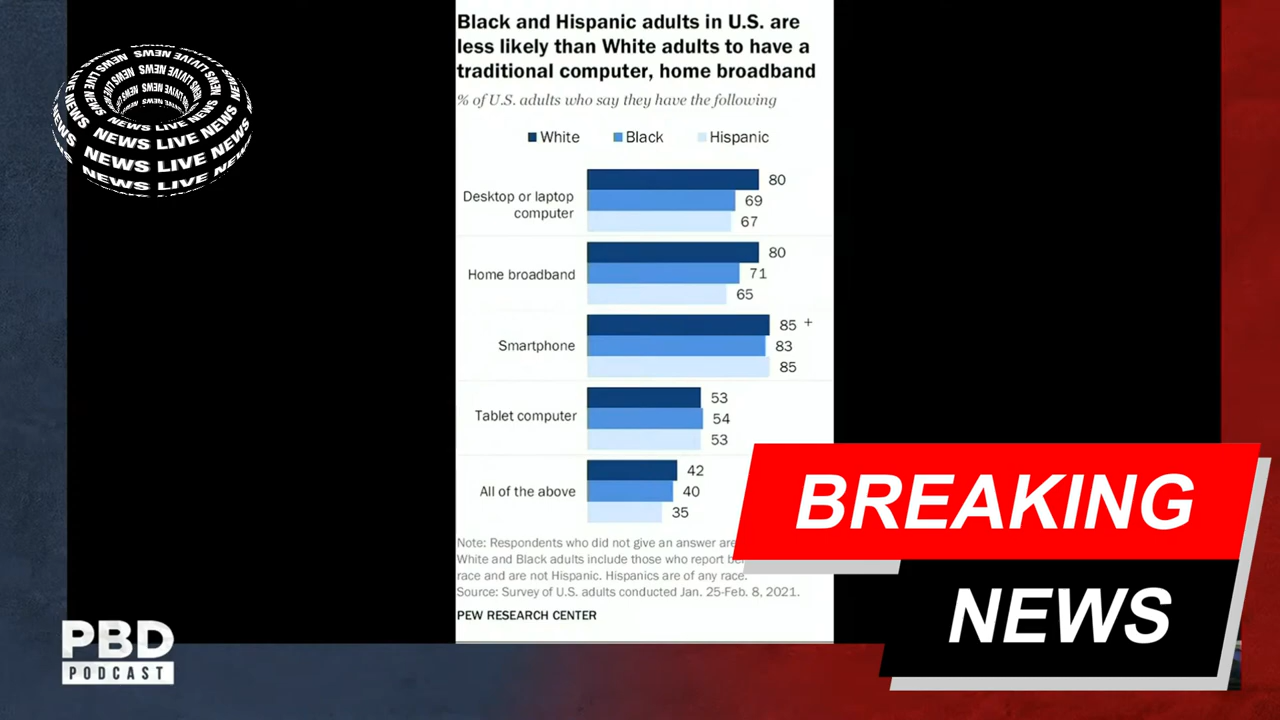 Black and Hispanic adults in U.S. are
less likely than White adults to have a
traditional computer, home broadband
% of U.S. adults who say they have the following
White Black Hispanic
Desktop or laptop
computer
80
69
67
Home broadband
80
71
65
Smartphone
85 +
83
85
Tablet computer
53
54
53
All of the above
42
40
35
Note: Respondents who did not give an answer are
White and Black adults include those who report
race and are not Hispanic. Hispanics are of any race.
Source: Survey of U.S. adults conducted Jan. 25-Feb. 8, 2021.
PEW RESEARCH CENTER
NEWS LIVE NEWS
NEWS LIVE NEWS
NEWS LIVE NEWS
BREAKING
NEWS
PBD
PODCAST